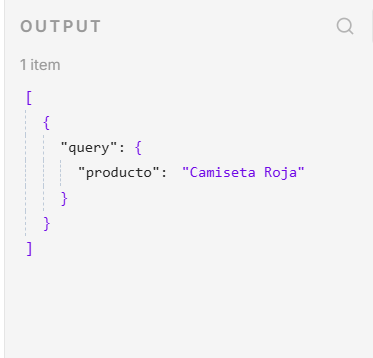 OUTPUT
1 item
[
{
"query": {
"producto": "Camiseta Roja"
}
}
]